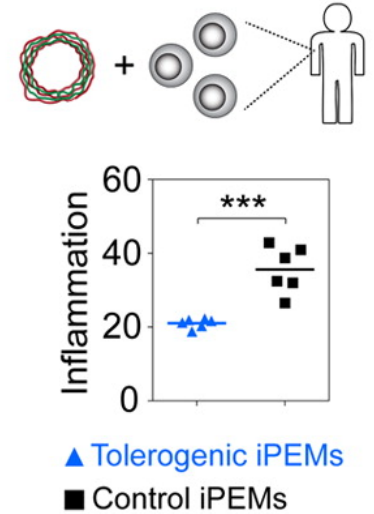 +
60
***
40
20
0
Inflammation
Tolerogenic iPEMs
Control iPEMs